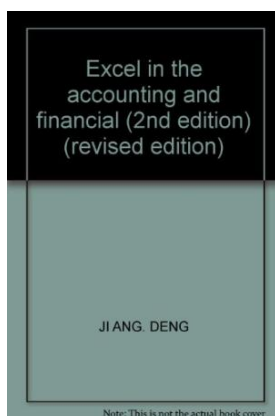 Excel in the
accounting and
financial (2nd edition)
(revised edition)
JI ANG. DENG
Note: This is not the actual book cover